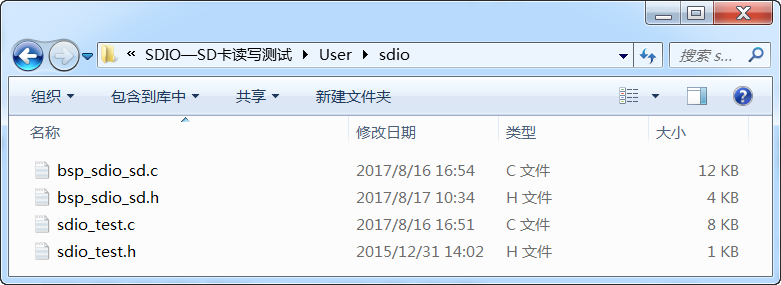 « SDIO—SD卡读写测试 ▸ User ▸ sdio 搜索 s...
组织 包含到库中 共享 新建文件夹
名称 修改日期 类型 大小
bsp_sdio_sd.c 2017/8/16 16:54 C 文件 12 KB
bsp_sdio_sd.h 2017/8/17 10:34 H 文件 4 KB
sdio_test.c 2017/8/16 16:51 C 文件 8 KB
sdio_test.h 2015/12/31 14:02 H 文件 1 KB